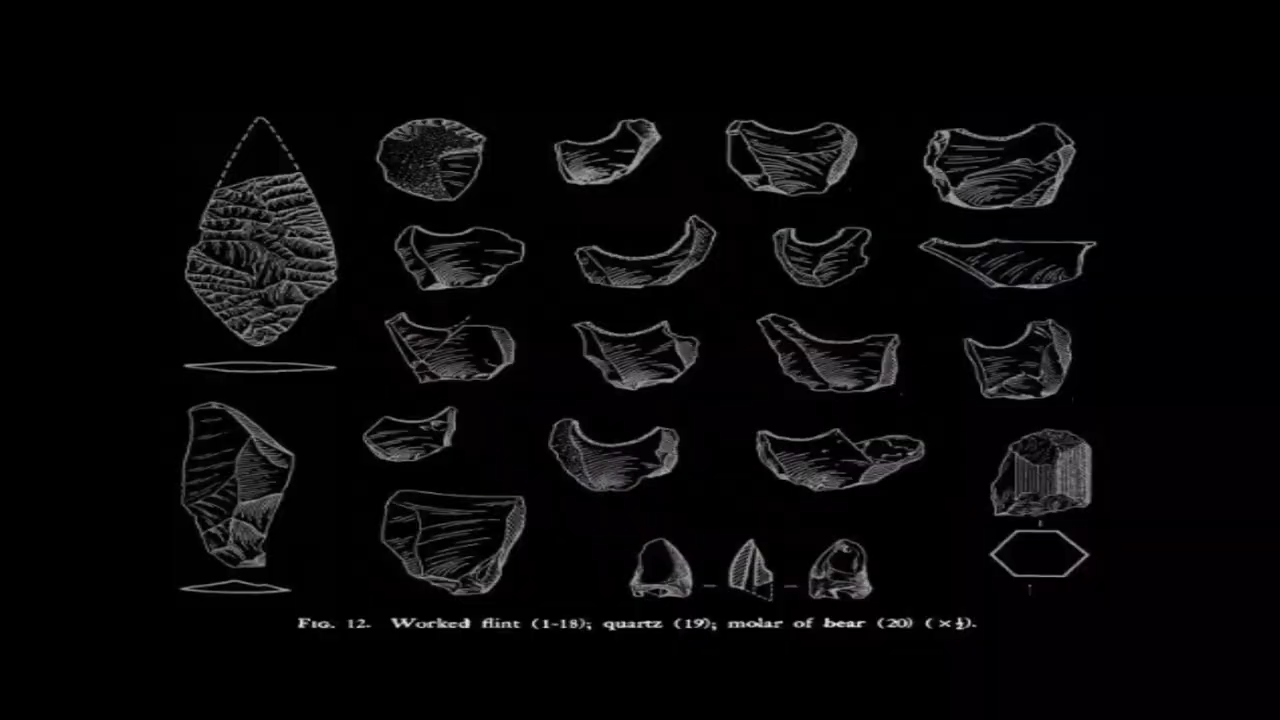 FIG. 12. Worked flint (1-18); quartz (19); molar of bear (20) (×½).